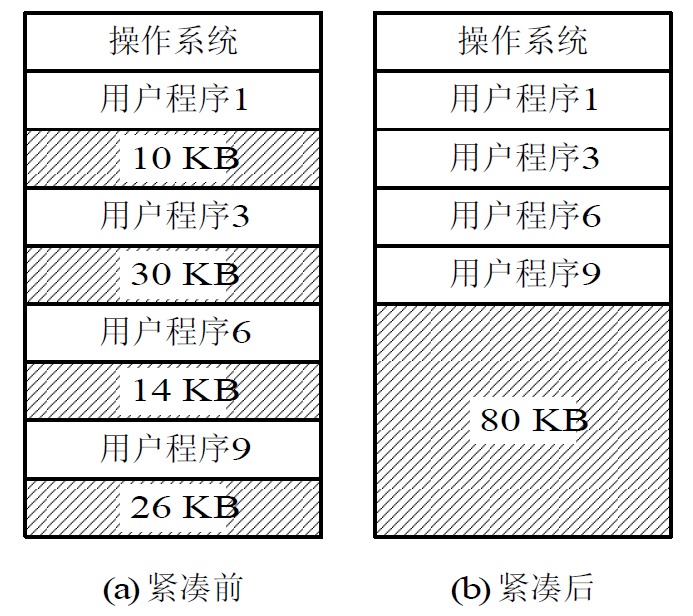 操作系统
用户程序1
10 KB
用户程序3
30 KB
用户程序6
14 KB
用户程序9
26 KB
(a) 紧凑前
操作系统
用户程序1
用户程序3
用户程序6
用户程序9
80 KB
(b) 紧凑后